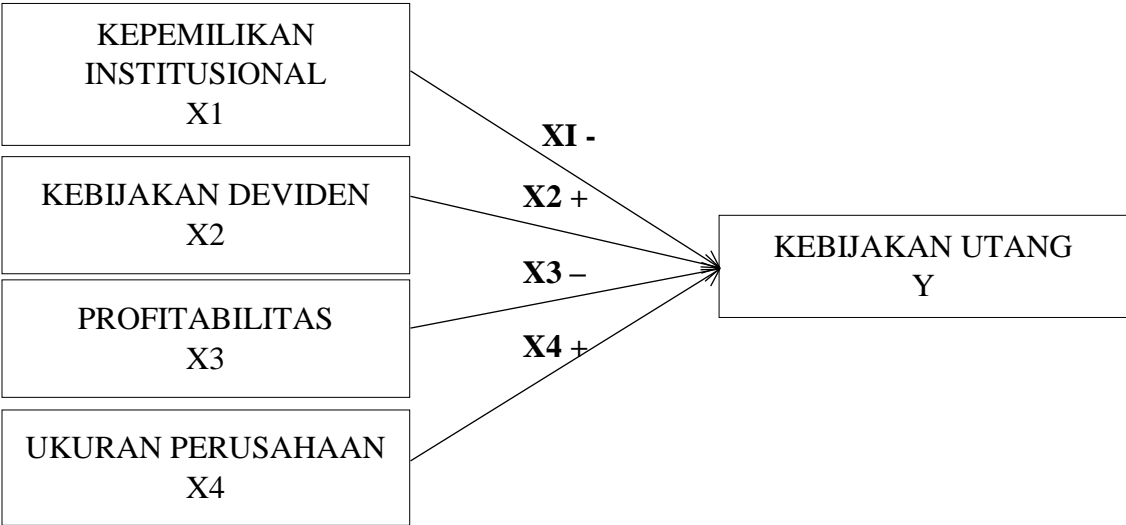 KEPEMILIKAN
INSTITUSIONAL
X1
XI -
KEBIJAKAN DEVIDEN
X2
X2 +
KEBIJAKAN UTANG
Y
X3 –
PROFITABILITAS
X3
X4 +
UKURAN PERUSAHAAN
X4